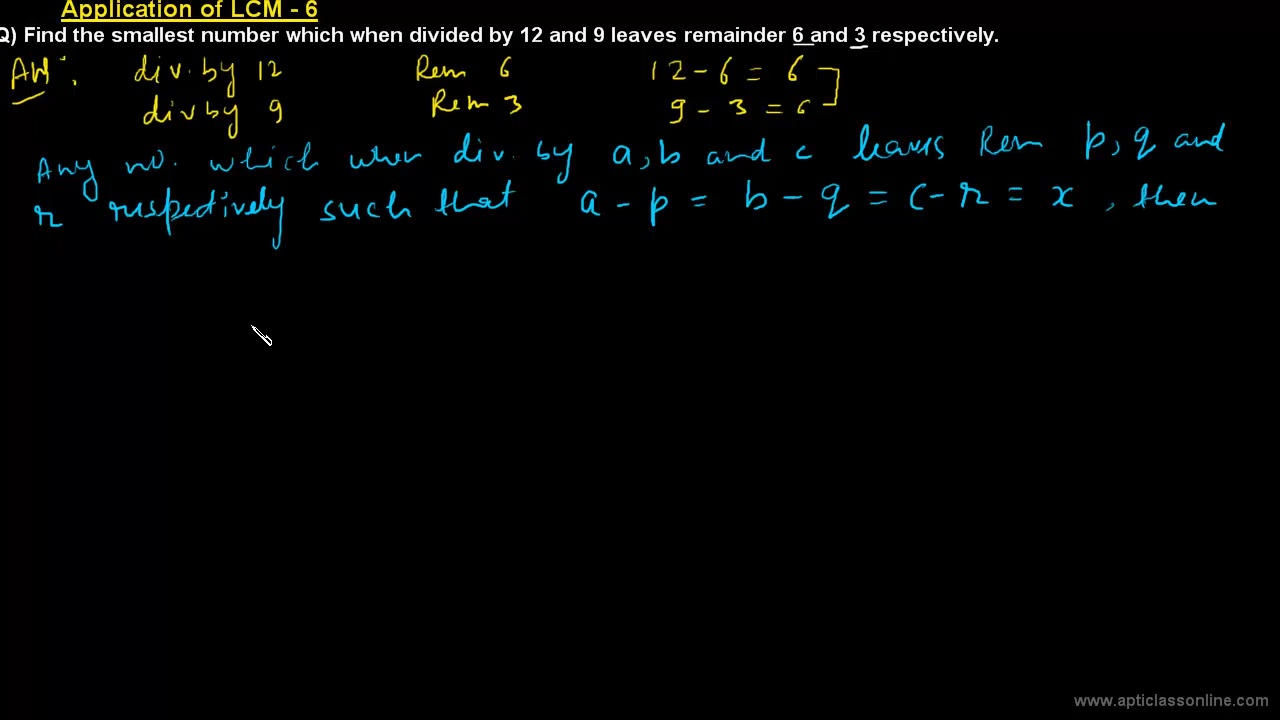 Application of LCM - 6
Q) Find the smallest number which when divided by 12 and 9 leaves remainder 6 and 3 respectively.
Ans: div. by 12 Rem 6 12 - 6 = 6
div by 9 Rem 3 9 - 3 = 6
Any no. which when div. by a, b and c leaves Rem p, q and
r respectively such that a - p = b - q = c - r = x , then
www.apticlassonline.com